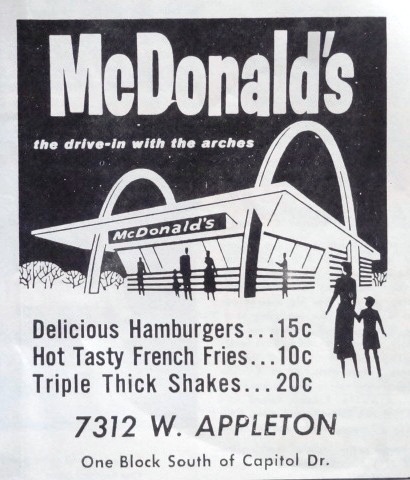 McDonald's
the drive-in with the arches
McDonald's
Delicious Hamburgers...15c
Hot Tasty French Fries...10c
Triple Thick Shakes...20c
7312 W. APPLETON
One Block South of Capitol Dr.